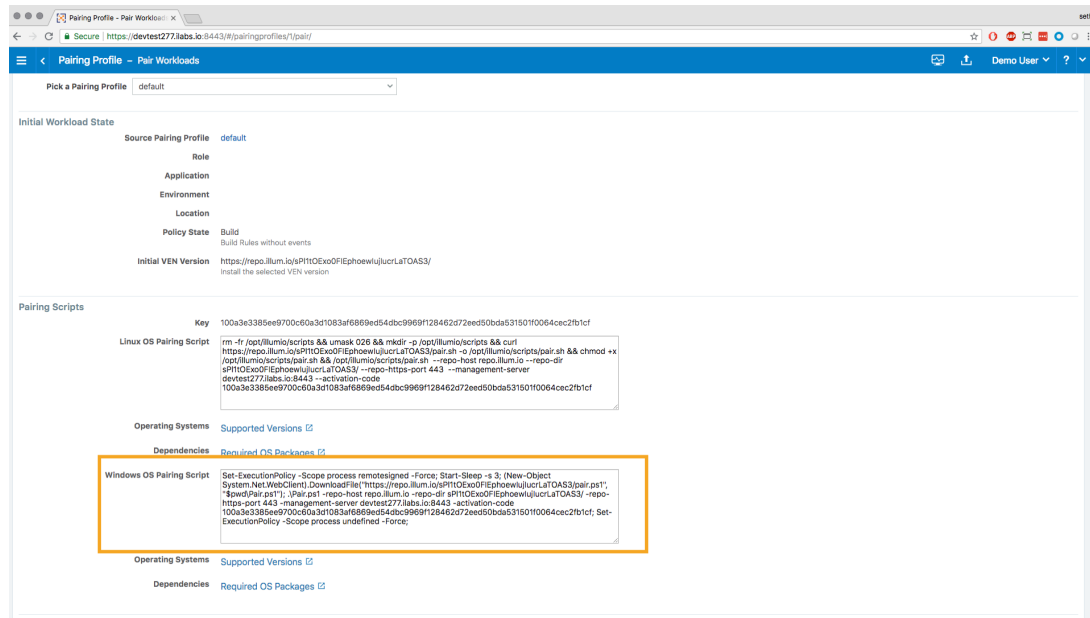 Pairing Profile - Pair Workload
set
Secure | https://devtest277.ilabs.io:8443/#/pairingprofiles/1/pair/
Pairing Profile – Pair Workloads
Demo User
?
Pick a Pairing Profile default
Initial Workload State
Source Pairing Profile default
Role
Application
Environment
Location
Policy State Build
Build Rules without events
Initial VEN Version https://repo.illum.io/sPI1tOExo0FIEphoewIujIucrLaTOAS3/
Install the selected VEN version
Pairing Scripts
Key 100a3e3385ee9700c60a3d1083af6869ed54dbc9969f128462d72eed50bda531501f0064cec2fb1cf
Linux OS Pairing Script rm -fr /opt/illumio/scripts && umask 026 && mkdir -p /opt/illumio/scripts && curl
https://repo.illum.io/sPI1tOExo0FIEphoewIujIucrLaTOAS3/pair.sh -o /opt/illumio/scripts/pair.sh && chmod +x
/opt/illumio/scripts/pair.sh && /opt/illumio/scripts/pair.sh --repo-host repo.illum.io --repo-dir
sPI1tOExo0FIEphoewIujIucrLaTOAS3/ --repo-https-port 443 --management-server
devtest277.ilabs.io:8443 --activation-code
100a3e3385ee9700c60a3d1083af6869ed54dbc9969f128462d72eed50bda531501f0064cec2fb1cf
Operating Systems Supported Versions
Dependencies Required OS Packages
Windows OS Pairing Script Set-ExecutionPolicy -Scope process remotesigned -Force; Start-Sleep -s 3; (New-Object
System.Net.WebClient).DownloadFile("https://repo.illum.io/sPI1tOExo0FIEphoewIujIucrLaTOAS3/pair.ps1",
"$pwd\Pair.ps1"); .\Pair.ps1 -repo-host repo.illum.io -repo-dir sPI1tOExo0FIEphoewIujIucrLaTOAS3/ -repo-
https-port 443 -management-server devtest277.ilabs.io:8443 -activation-code
100a3e3385ee9700c60a3d1083af6869ed54dbc9969f128462d72eed50bda531501f0064cec2fb1cf; Set-
ExecutionPolicy -Scope process undefined -Force;
Operating Systems Supported Versions
Dependencies Required OS Packages